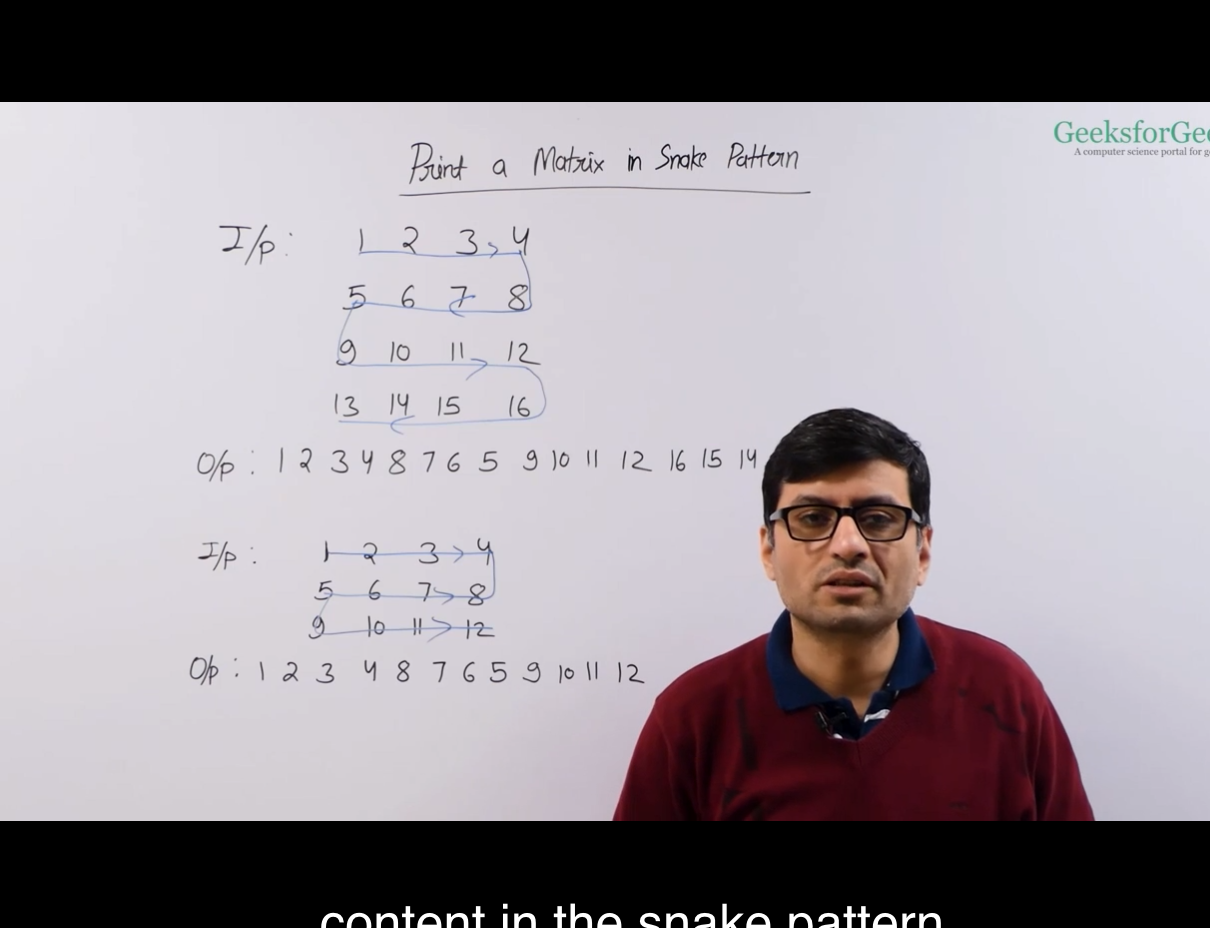 GeeksforGee
A computer science portal for g
Print a Matrix in Snake Pattern
I/p: 1 2 3 4
5 6 7 8
9 10 11 12
13 14 15 16
O/p : 1 2 3 4 8 7 6 5 9 10 11 12 16 15 14
I/p : 1 2 3 4
5 6 7 8
9 10 11 12
O/p : 1 2 3 4 8 7 6 5 9 10 11 12
content in the snake pattern